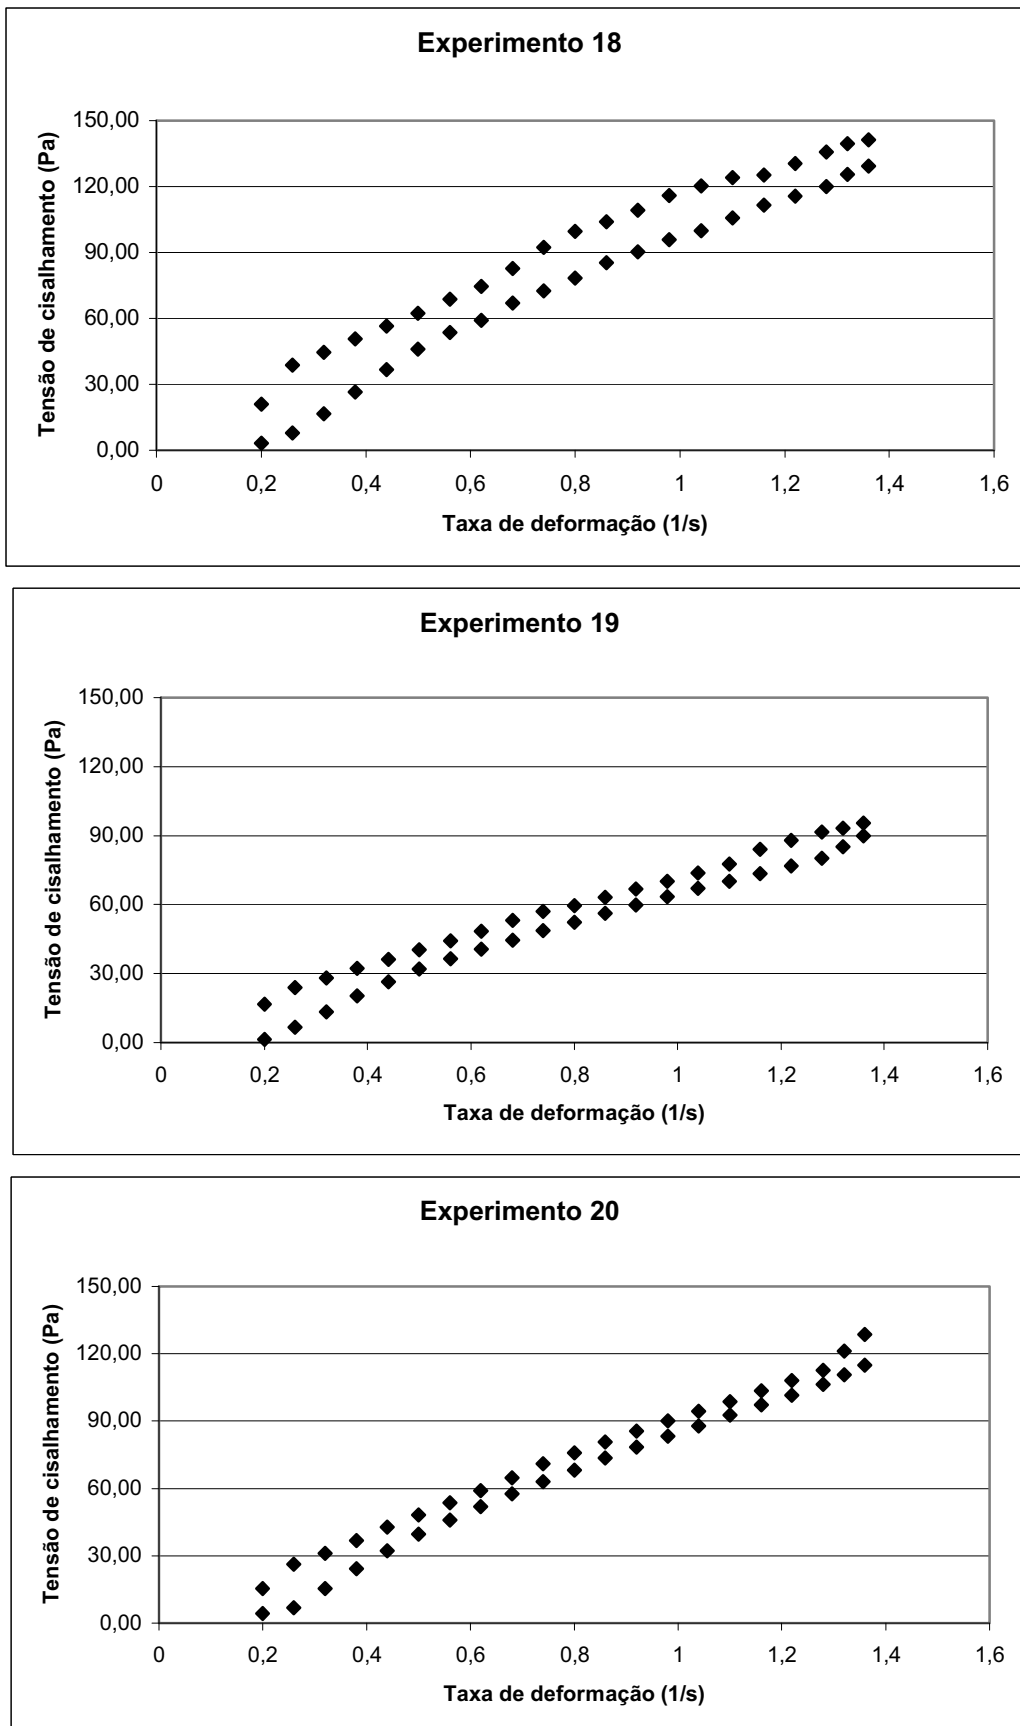 Experimento 18
150,00
120,00
90,00
60,00
30,00
0,00
Tensão de cisalhamento (Pa)
0 0,2 0,4 0,6 0,8 1 1,2 1,4 1,6
Taxa de deformação (1/s)
Experimento 19
150,00
120,00
90,00
60,00
30,00
0,00
Tensão de cisalhamento (Pa)
0 0,2 0,4 0,6 0,8 1 1,2 1,4 1,6
Taxa de deformação (1/s)
Experimento 20
150,00
120,00
90,00
60,00
30,00
0,00
Tensão de cisalhamento (Pa)
0 0,2 0,4 0,6 0,8 1 1,2 1,4 1,6
Taxa de deformação (1/s)